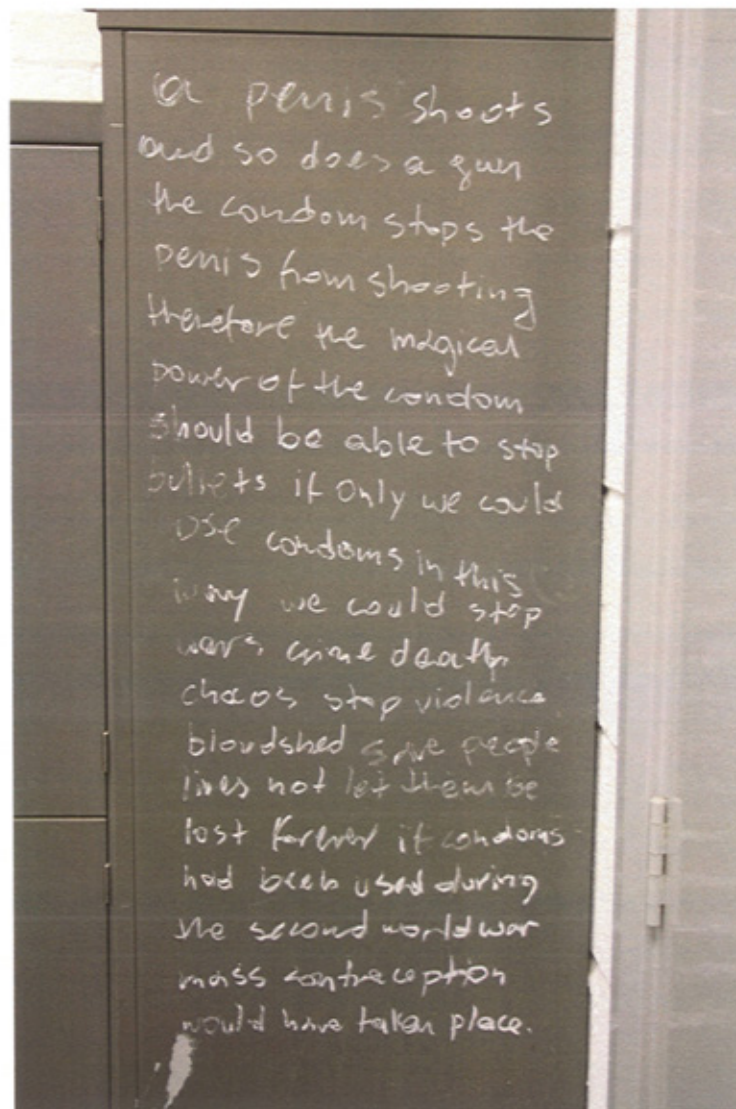 a penis shoots
and so does a gun
the condom stops the
penis from shooting
therefore the magical
power of the condom
should be able to stop
bullets if only we could
use condoms in this
way we could stop
wars crime death
chaos stop violence
bloodshed save people
lives not let them be
lost forever if condoms
had been used during
the second world war
mass contraception
would have taken place.